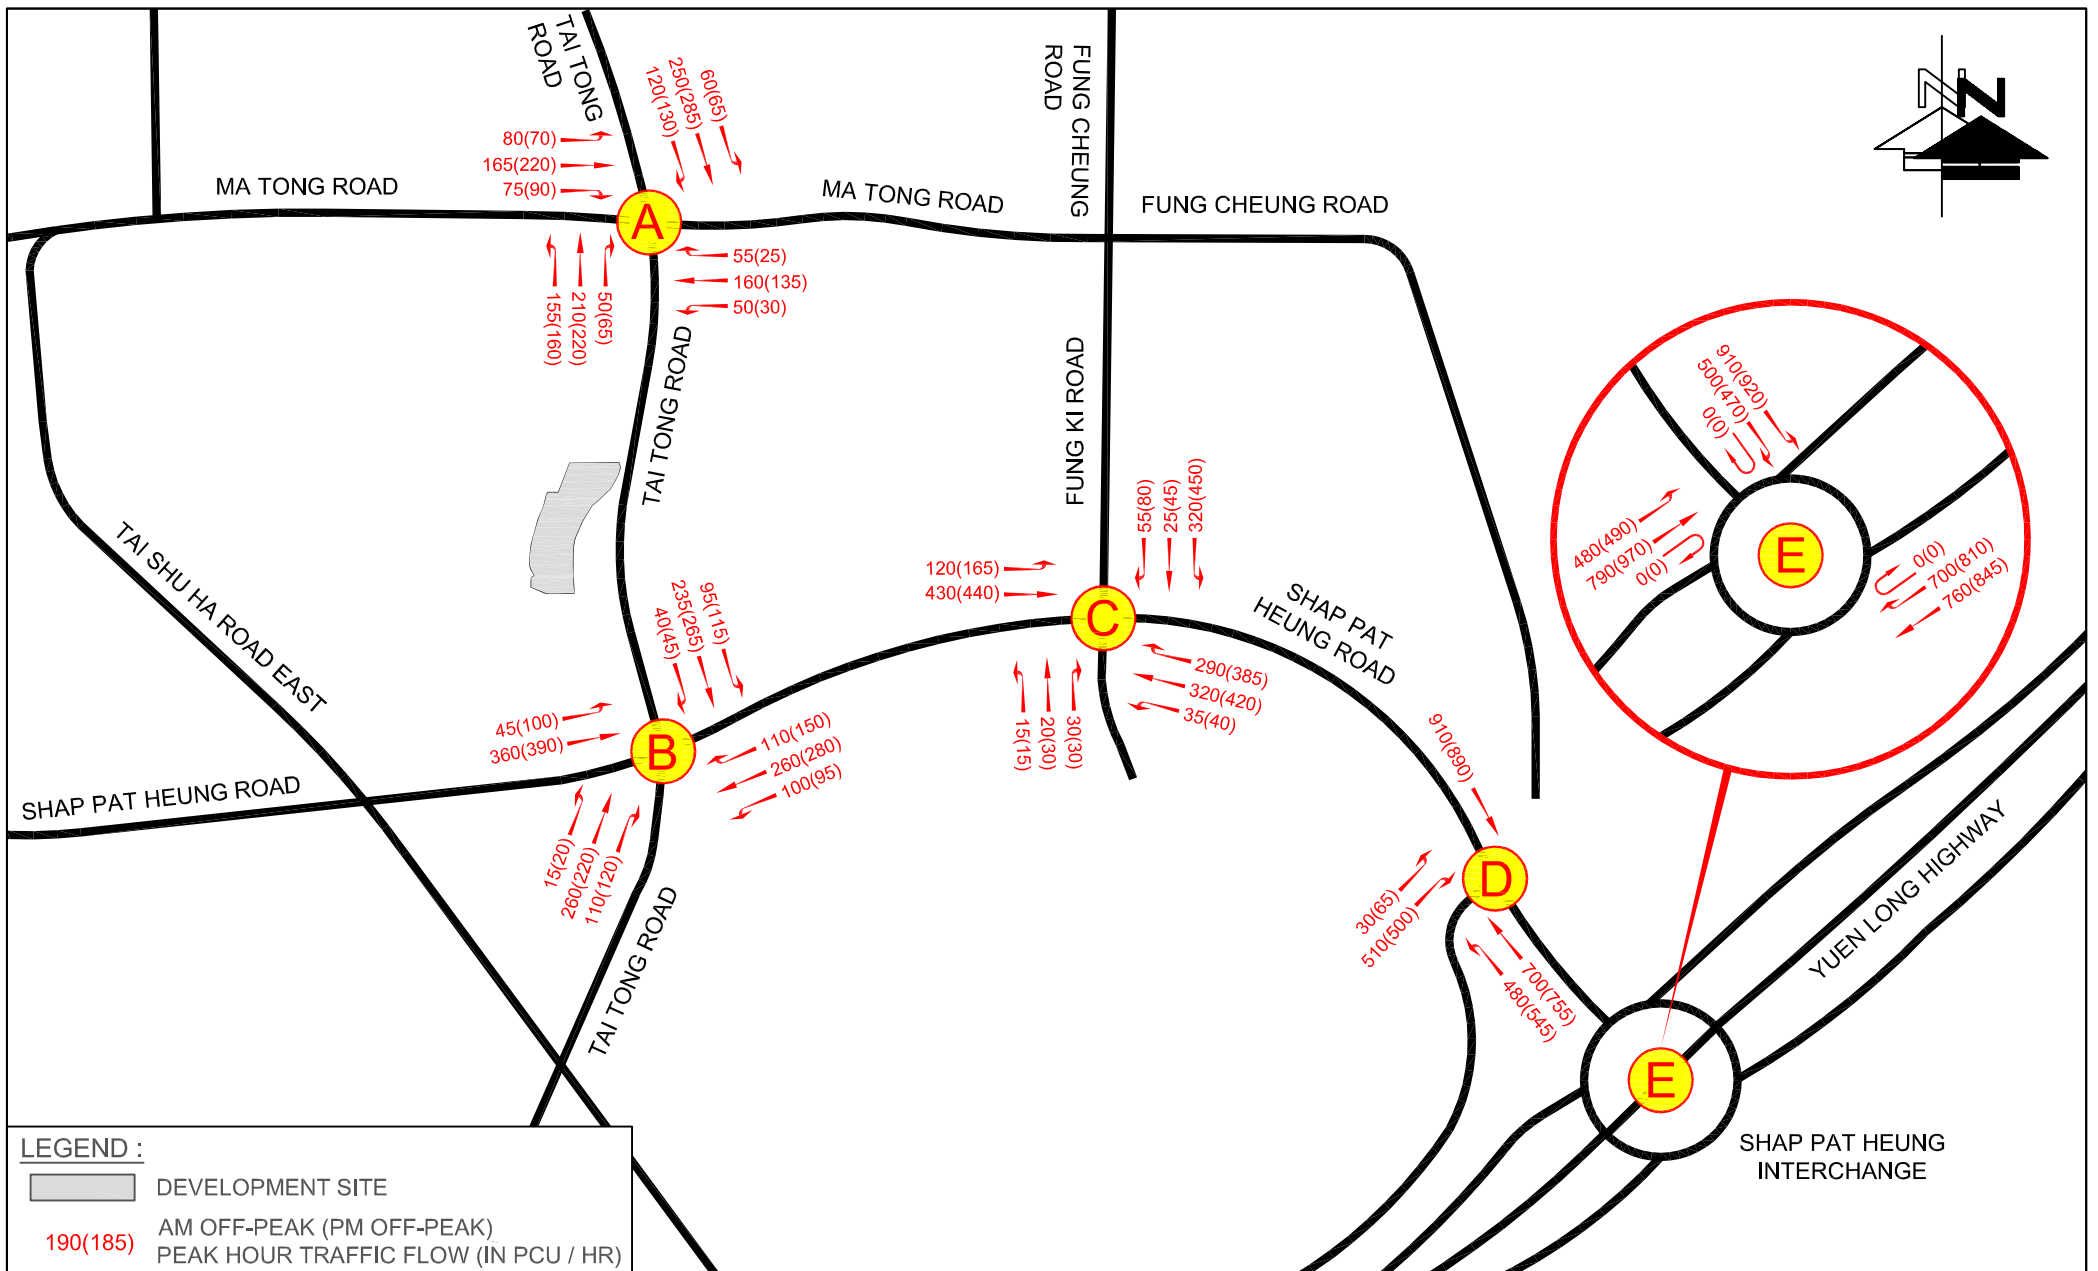 TAI TONG
ROAD
60(65)
250(285)
120(130)
80(70)
165(220)
75(90)
MA TONG ROAD
A
MA TONG ROAD
FUNG CHEUNG
ROAD
FUNG CHEUNG ROAD
N
55(25)
160(135)
50(30)
155(160)
210(220)
50(65)
TAI TONG ROAD
FUNG KI ROAD
910(920)
500(470)
0(0)
480(490)
790(970)
0(0)
E
0(0)
700(810)
760(845)
TAI SHU HA ROAD EAST
55(80)
25(45)
320(450)
120(165)
430(440)
C
SHAP PAT
HEUNG ROAD
290(385)
320(420)
35(40)
15(15)
20(30)
30(30)
95(115)
235(265)
40(45)
45(100)
360(390)
B
110(150)
260(280)
100(95)
SHAP PAT HEUNG ROAD
15(20)
260(220)
110(120)
TAI TONG ROAD
910(890)
30(65)
510(500)
D
700(755)
480(545)
YUEN LONG HIGHWAY
E
SHAP PAT HEUNG
INTERCHANGE
LEGEND :
DEVELOPMENT SITE
190(185)
AM OFF-PEAK (PM OFF-PEAK)
PEAK HOUR TRAFFIC FLOW (IN PCU / HR)